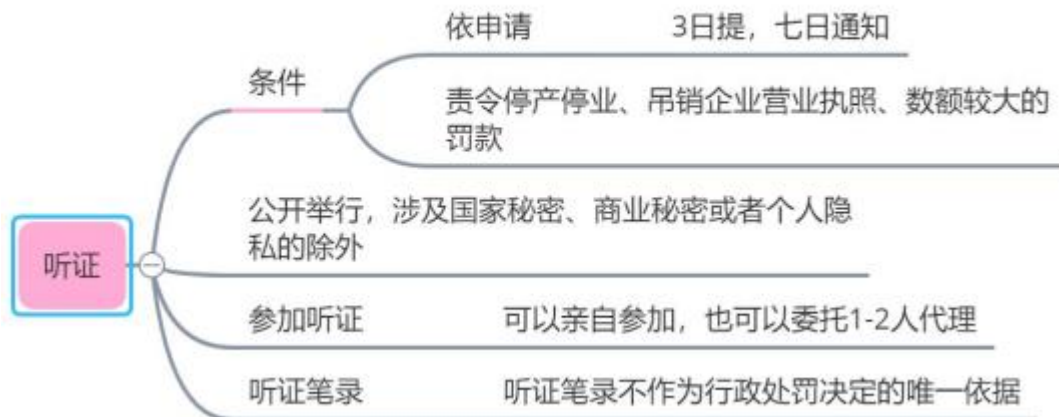 依申请 3日提，七日通知
条件
责令停产停业、吊销企业营业执照、数额较大的
罚款
公开举行，涉及国家秘密、商业秘密或者个人隐
私的除外
听证
参加听证 可以亲自参加，也可以委托1-2人代理
听证笔录 听证笔录不作为行政处罚决定的唯一依据